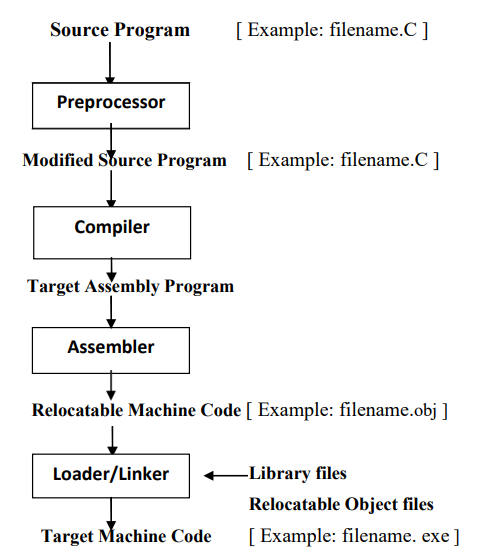 Source Program [ Example: filename.C ]
Preprocessor
Modified Source Program [ Example: filename.C ]
Compiler
Target Assembly Program
Assembler
Relocatable Machine Code [ Example: filename.obj ]
Loader/Linker Library files
Relocatable Object files
Target Machine Code [ Example: filename. exe ]